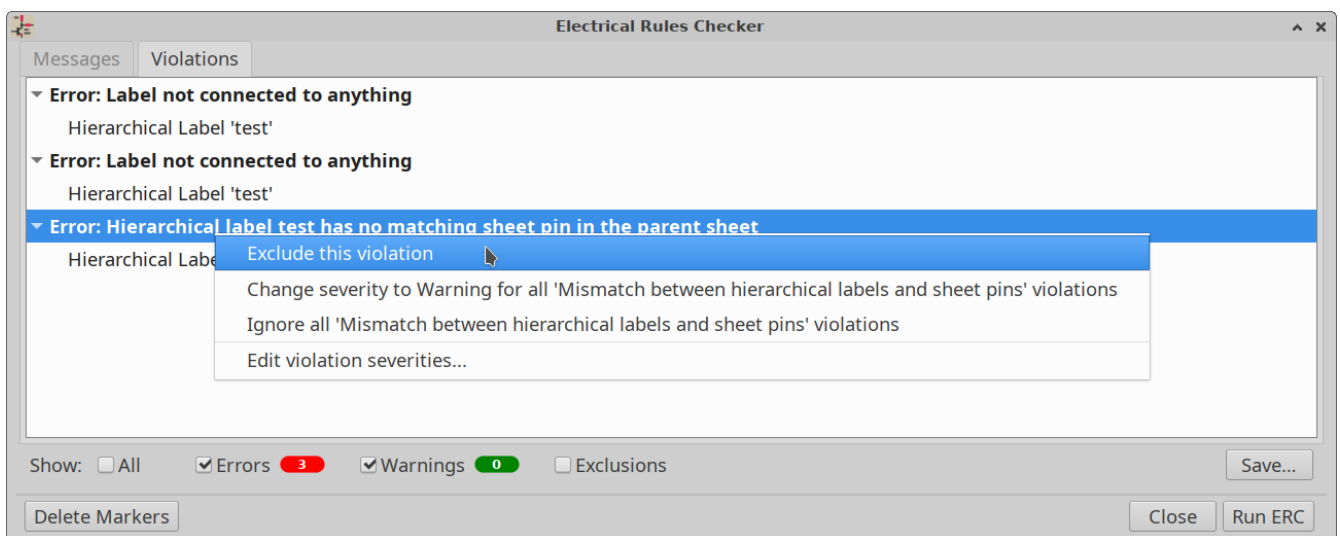 Electrical Rules Checker
Messages Violations
Error: Label not connected to anything
Hierarchical Label 'test'
Error: Label not connected to anything
Hierarchical Label 'test'
Error: Hierarchical label test has no matching sheet pin in the parent sheet
Hierarchical Labe
Exclude this violation
Change severity to Warning for all 'Mismatch between hierarchical labels and sheet pins' violations
Ignore all 'Mismatch between hierarchical labels and sheet pins' violations
Edit violation severities...
Show: All Errors 3 Warnings 0 Exclusions Save...
Delete Markers Close Run ERC